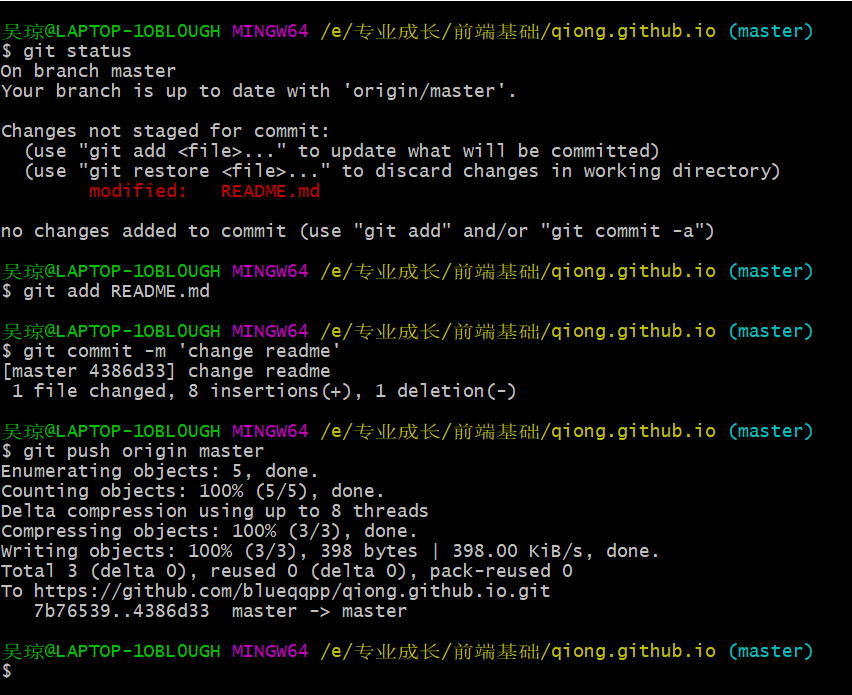 吴琼@LAPTOP-1OBLOUGH MINGW64 /e/专业成长/前端基础/qiong.github.io (master)
$ git status
On branch master
Your branch is up to date with 'origin/master'.
Changes not staged for commit:
  (use "git add <file>..." to update what will be committed)
  (use "git restore <file>..." to discard changes in working directory)
        modified:   README.md
no changes added to commit (use "git add" and/or "git commit -a")
吴琼@LAPTOP-1OBLOUGH MINGW64 /e/专业成长/前端基础/qiong.github.io (master)
$ git add README.md
吴琼@LAPTOP-1OBLOUGH MINGW64 /e/专业成长/前端基础/qiong.github.io (master)
$ git commit -m 'change readme'
[master 4386d33] change readme
 1 file changed, 8 insertions(+), 1 deletion(-)
吴琼@LAPTOP-1OBLOUGH MINGW64 /e/专业成长/前端基础/qiong.github.io (master)
$ git push origin master
Enumerating objects: 5, done.
Counting objects: 100% (5/5), done.
Delta compression using up to 8 threads
Compressing objects: 100% (3/3), done.
Writing objects: 100% (3/3), 398 bytes | 398.00 KiB/s, done.
Total 3 (delta 0), reused 0 (delta 0), pack-reused 0
To https://github.com/blueqqpp/qiong.github.io.git
   7b76539..4386d33  master -> master
吴琼@LAPTOP-1OBLOUGH MINGW64 /e/专业成长/前端基础/qiong.github.io (master)
$